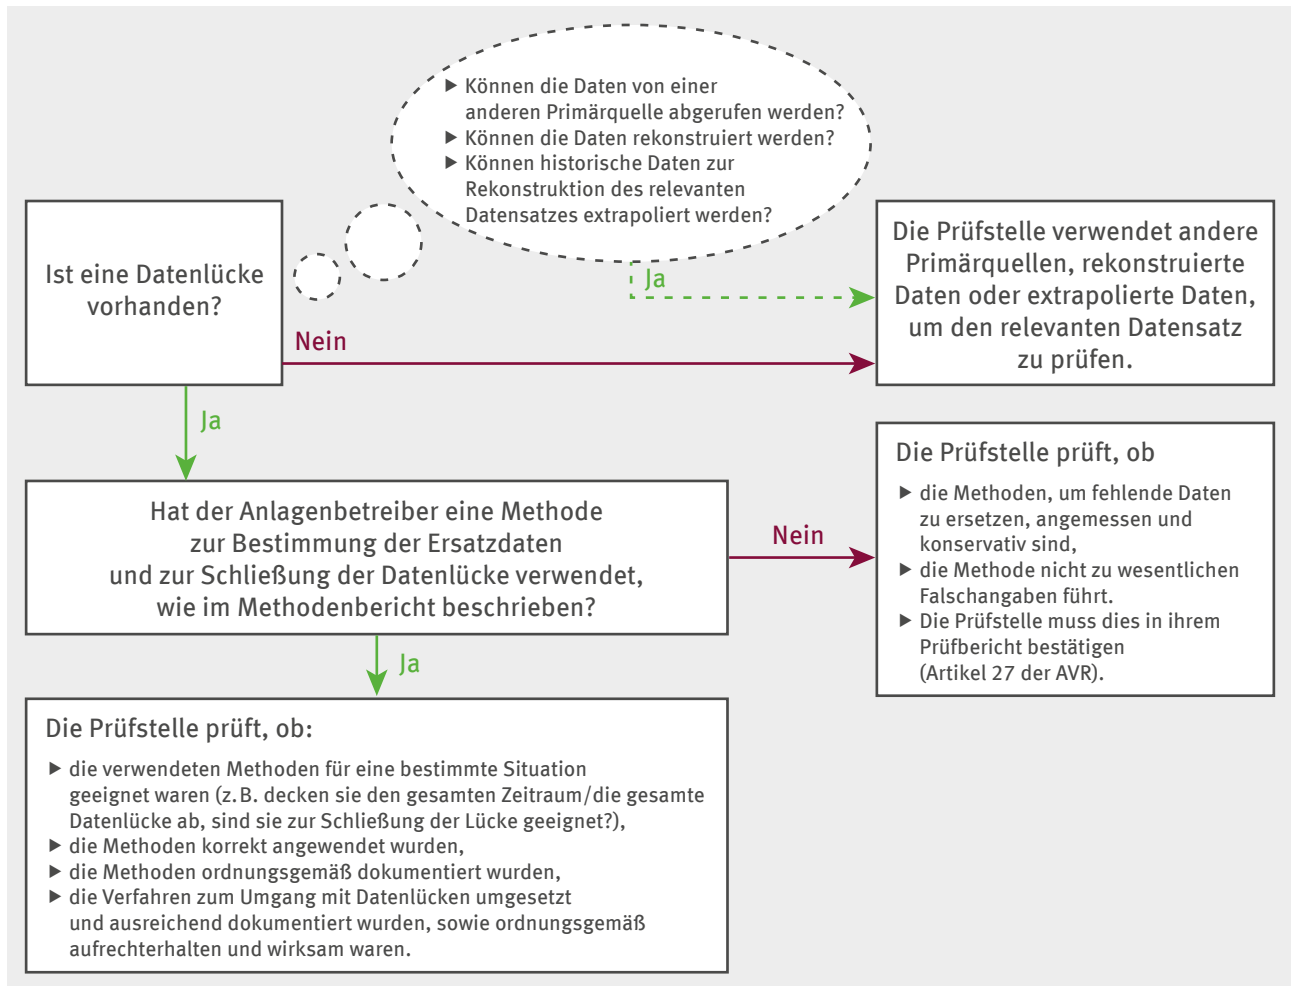 ▶ Können die Daten von einer
anderen Primärquelle abgerufen werden?
▶ Können die Daten rekonstruiert werden?
▶ Können historische Daten zur
Rekonstruktion des relevanten
Datensatzes extrapoliert werden?
Ist eine Datenlücke
vorhanden?
Ja
Nein
Die Prüfstelle verwendet andere
Primärquellen, rekonstruierte
Daten oder extrapolierte Daten,
um den relevanten Datensatz
zu prüfen.
Ja
Hat der Anlagenbetreiber eine Methode
zur Bestimmung der Ersatzdaten
und zur Schließung der Datenlücke verwendet,
wie im Methodenbericht beschrieben?
Nein
Die Prüfstelle prüft, ob
▶ die Methoden, um fehlende Daten
zu ersetzen, angemessen und
konservativ sind,
▶ die Methode nicht zu wesentlichen
Falschangaben führt.
▶ Die Prüfstelle muss dies in ihrem
Prüfbericht bestätigen
(Artikel 27 der AVR).
Ja
Die Prüfstelle prüft, ob:
▶ die verwendeten Methoden für eine bestimmte Situation
geeignet waren (z. B. decken sie den gesamten Zeitraum/die gesamte
Datenlücke ab, sind sie zur Schließung der Lücke geeignet?),
▶ die Methoden korrekt angewendet wurden,
▶ die Methoden ordnungsgemäß dokumentiert wurden,
▶ die Verfahren zum Umgang mit Datenlücken umgesetzt
und ausreichend dokumentiert wurden, sowie ordnungsgemäß
aufrechterhalten und wirksam waren.